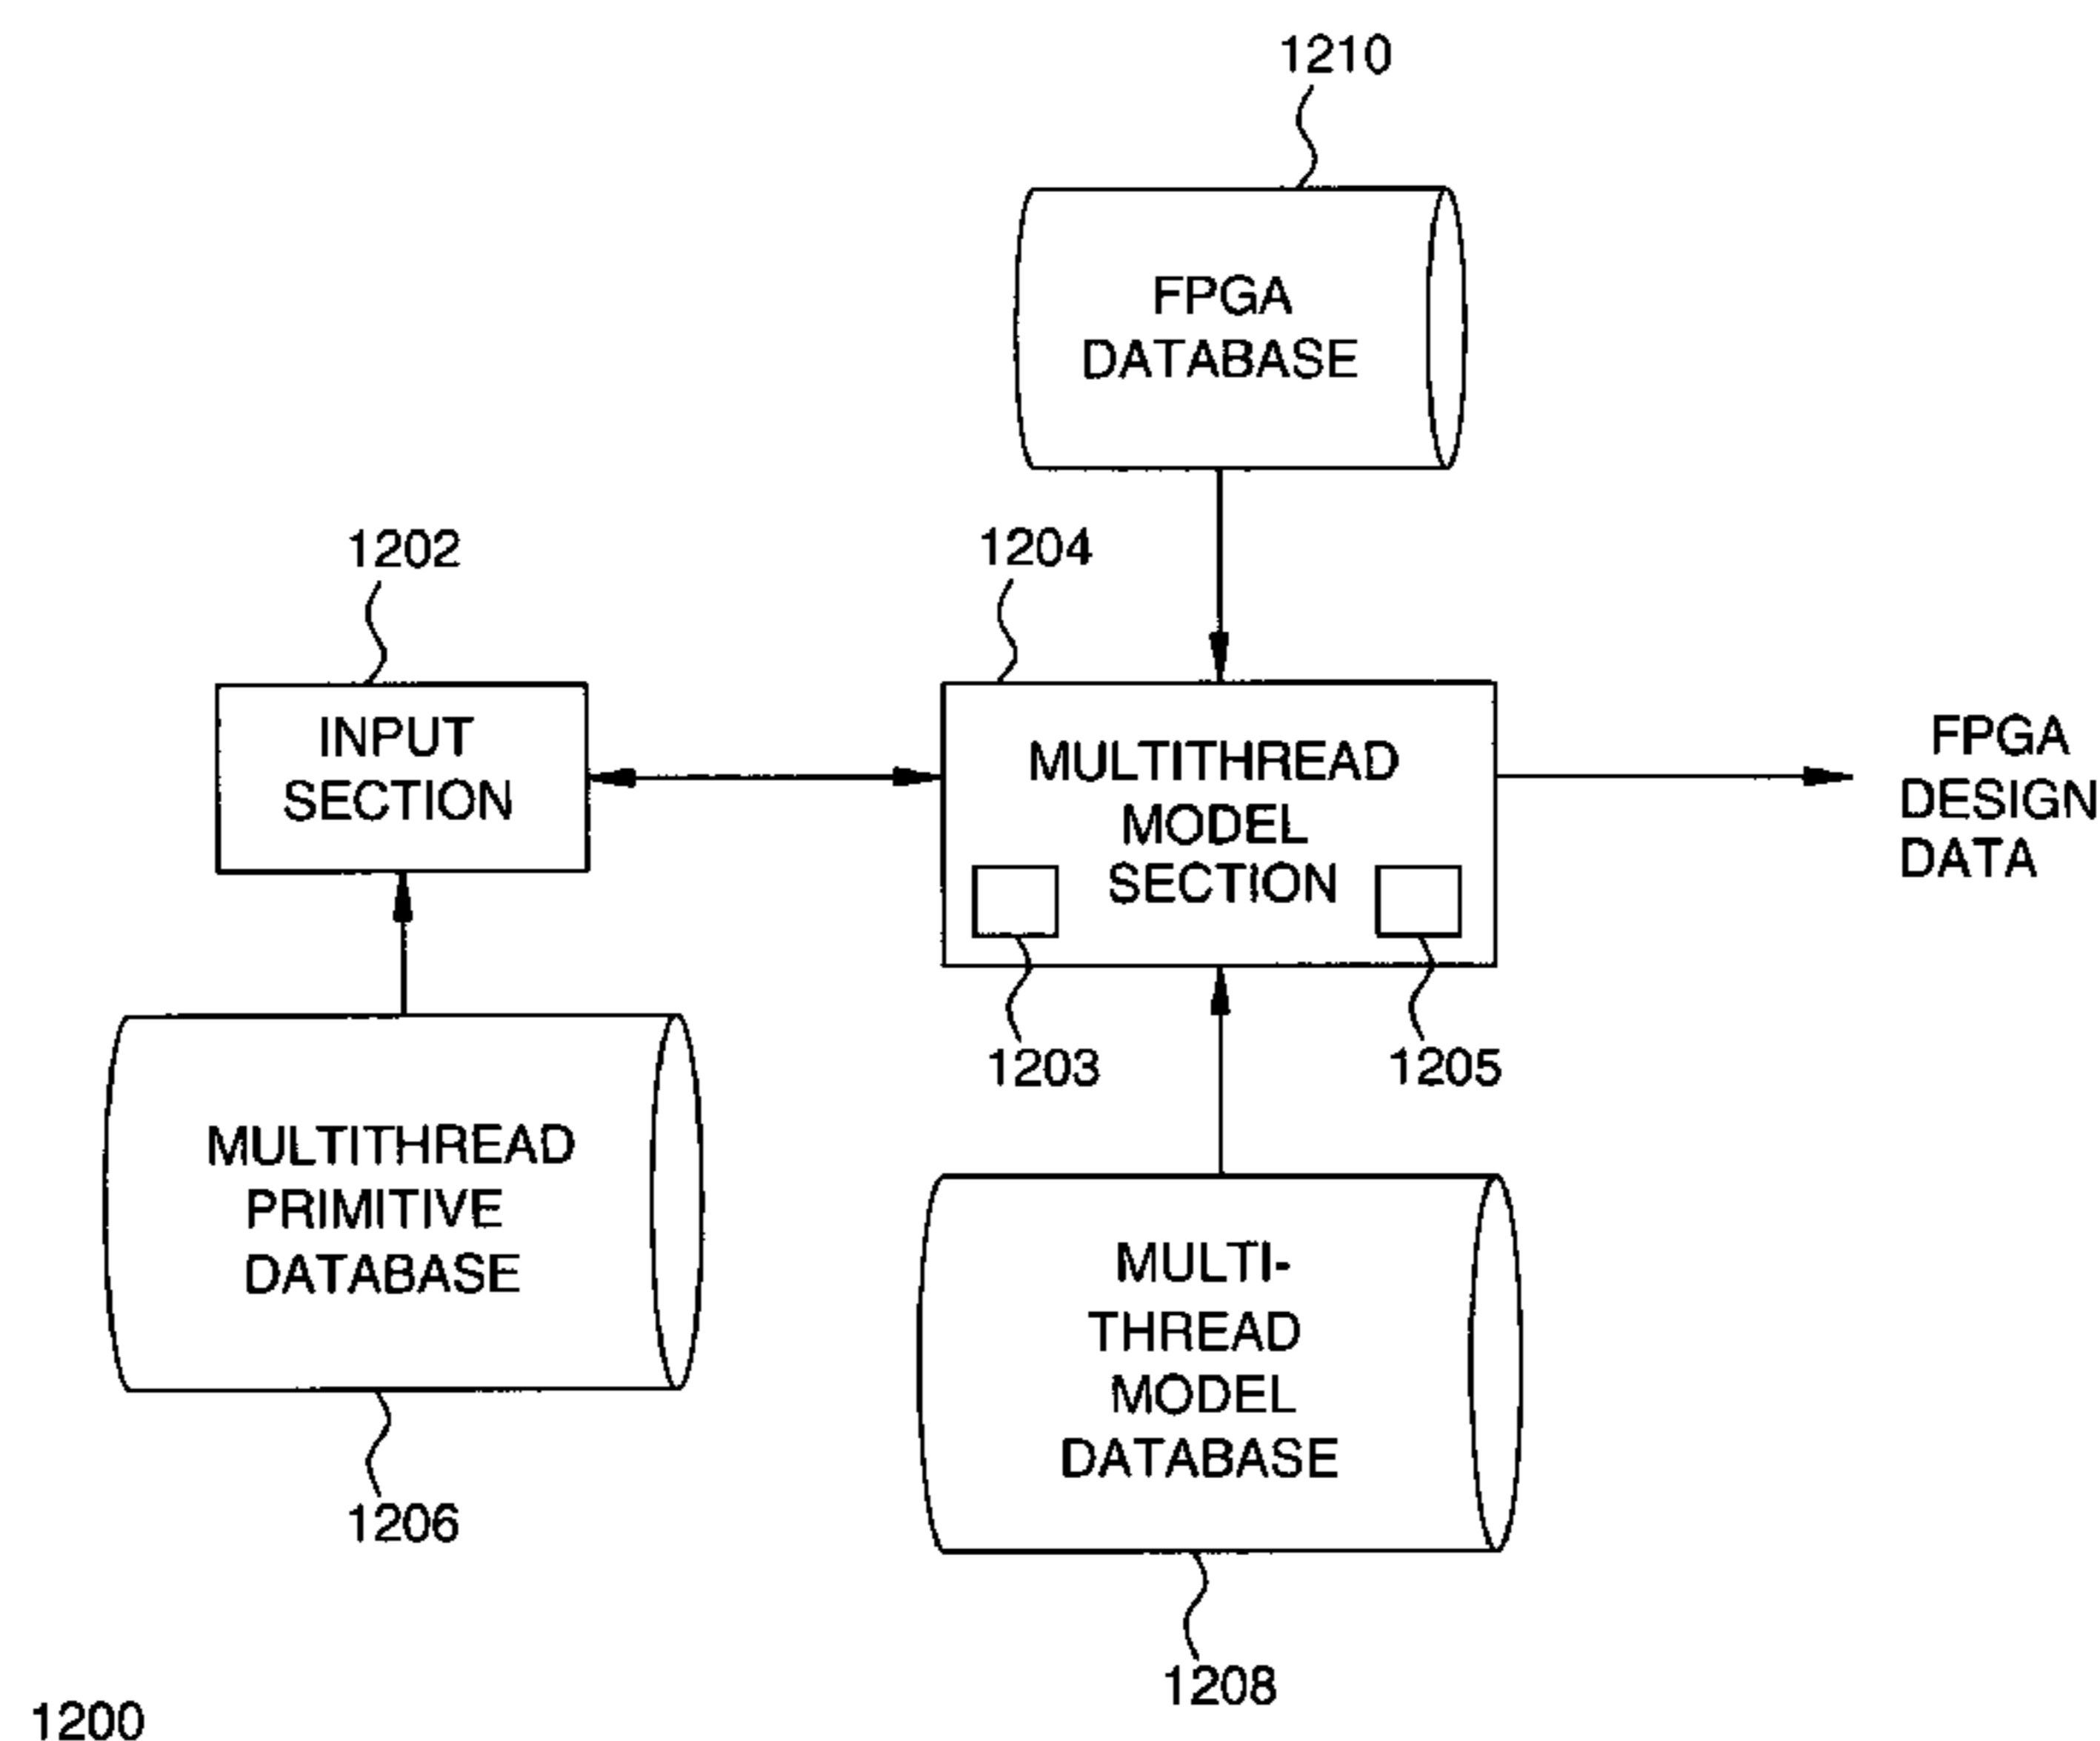 1210
FPGA
DATABASE
1202
1204
INPUT
SECTION
MULTITHREAD
MODEL
SECTION
FPGA
DESIGN
DATA
1203
1205
MULTITHREAD
PRIMITIVE
DATABASE
MULTI-
THREAD
MODEL
DATABASE
1206
1208
1200